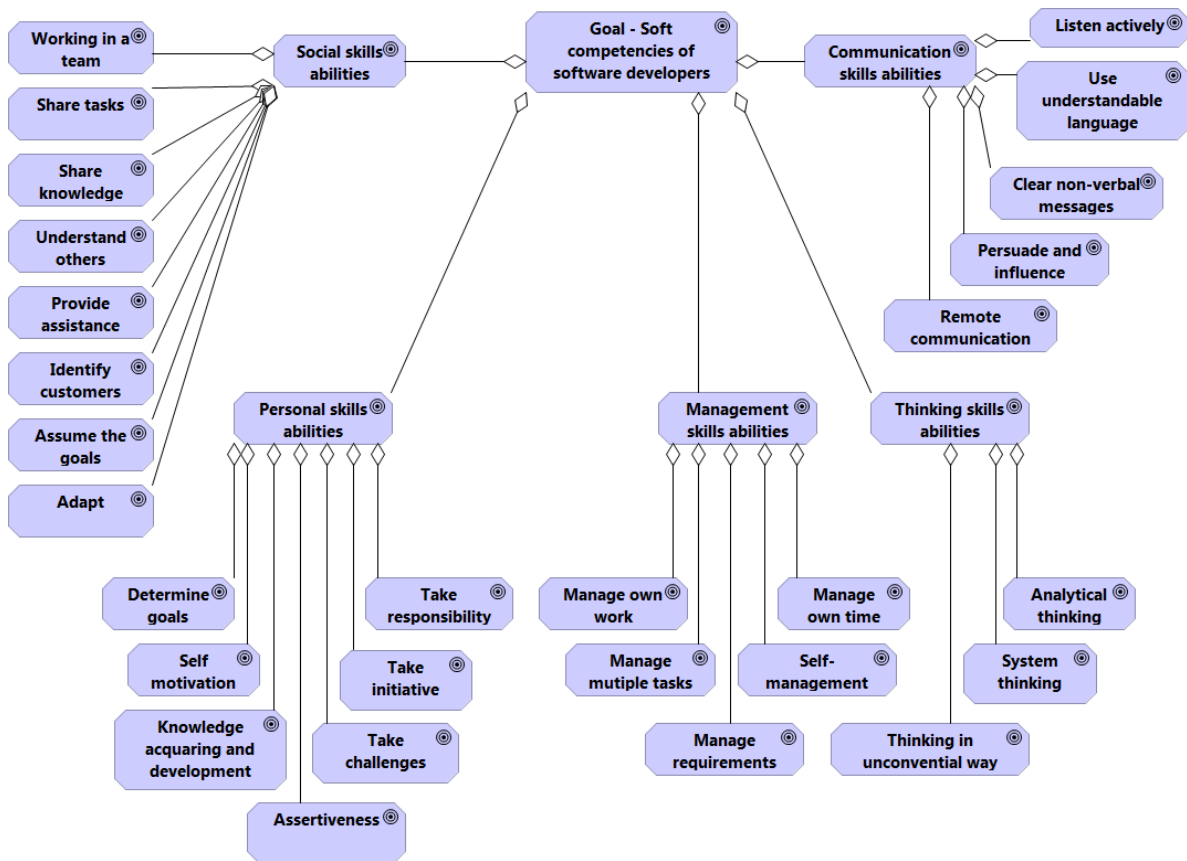 Goal - Soft
competencies of
software developers
Social skills
abilities
Working in a
team
Share tasks
Share
knowledge
Understand
others
Provide
assistance
Identify
customers
Assume the
goals
Adapt
Communication
skills abilities
Listen actively
Use
understandable
language
Clear non-verbal
messages
Persuade and
influence
Remote
communication
Personal skills
abilities
Determine
goals
Self
motivation
Knowledge
acquaring and
development
Assertiveness
Take
challenges
Take
initiative
Take
responsibility
Management
skills abilities
Manage own
work
Manage
mutiple tasks
Manage
requirements
Self-
management
Manage
own time
Thinking skills
abilities
Thinking in
unconvential way
System
thinking
Analytical
thinking